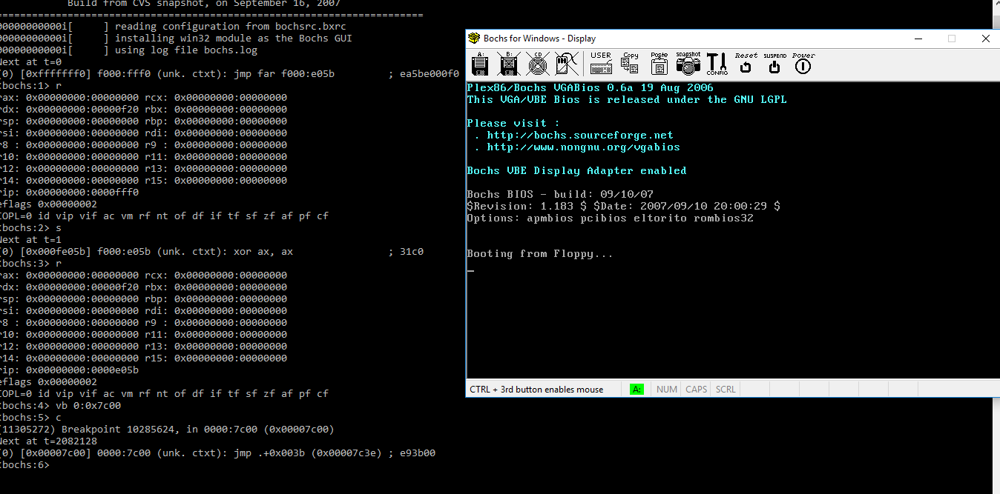 Build from CVS snapshot, on September 16, 2007
========================================================================
00000000000i[      ] reading configuration from bochsrc.bxrc
00000000000i[      ] installing win32 module as the Bochs GUI
00000000000i[      ] using log file bochs.log
Next at t=0
(0) [0xfffffff0] f000:fff0 (unk. ctxt): jmp far f000:e05b         ; ea5be000f0
<bochs:1> r
rax: 0x00000000:00000000 rcx: 0x00000000:00000000
rdx: 0x00000000:00000f20 rbx: 0x00000000:00000000
rsp: 0x00000000:00000000 rbp: 0x00000000:00000000
rsi: 0x00000000:00000000 rdi: 0x00000000:00000000
r8 : 0x00000000:00000000 r9 : 0x00000000:00000000
r10: 0x00000000:00000000 r11: 0x00000000:00000000
r12: 0x00000000:00000000 r13: 0x00000000:00000000
r14: 0x00000000:00000000 r15: 0x00000000:00000000
rip: 0x00000000:0000fff0
eflags 0x00000002
IOPL=0 id vip vif ac vm rf nt of df if tf sf zf af pf cf
<bochs:2> s
Next at t=1
(0) [0x000fe05b] f000:e05b (unk. ctxt): xor ax, ax                ; 31c0
<bochs:3> r
rax: 0x00000000:00000000 rcx: 0x00000000:00000000
rdx: 0x00000000:00000f20 rbx: 0x00000000:00000000
rsp: 0x00000000:00000000 rbp: 0x00000000:00000000
rsi: 0x00000000:00000000 rdi: 0x00000000:00000000
r8 : 0x00000000:00000000 r9 : 0x00000000:00000000
r10: 0x00000000:00000000 r11: 0x00000000:00000000
r12: 0x00000000:00000000 r13: 0x00000000:00000000
r14: 0x00000000:00000000 r15: 0x00000000:00000000
rip: 0x00000000:0000e05b
eflags 0x00000002
IOPL=0 id vip vif ac vm rf nt of df if tf sf zf af pf cf
<bochs:4> vb 0:0x7c00
<bochs:5> c
(11305272) Breakpoint 10285624, in 0000:7c00 (0x00007c00)
Next at t=2082128
(0) [0x00007c00] 0000:7c00 (unk. ctxt): jmp .+0x003b (0x00007c3e) ; e93b00
<bochs:6>
Bochs for Windows - Display
A: B: CD USER Copy Paste snapshot CONFIG Reset SUSPEND Power
Plex86/Bochs VGABios 0.6a 19 Aug 2006
This VGA/VBE Bios is released under the GNU LGPL
Please visit :
. http://bochs.sourceforge.net
. http://www.nongnu.org/vgabios
Bochs VBE Display Adapter enabled
Bochs BIOS - build: 09/10/07
$Revision: 1.183 $ $Date: 2007/09/10 20:00:29 $
Options: apmbios pcibios eltorito rombios32
Booting from Floppy...
CTRL + 3rd button enables mouse A: NUM CAPS SCRL